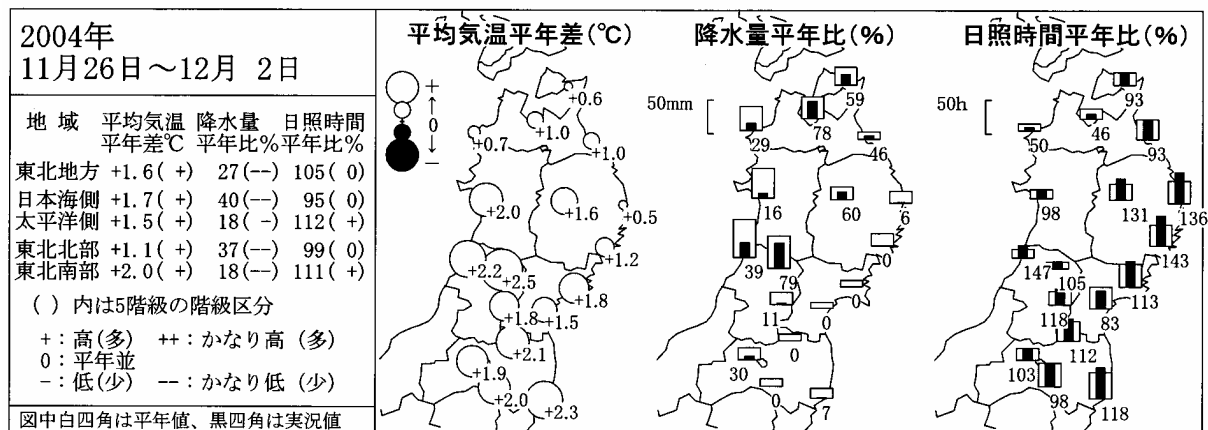 2004年
11月26日～12月 2日
地 域 平均気温 降水量 日照時間
平年差℃ 平年比% 平年比%
東北地方 +1.6( +) 27(--) 105( 0)
日本海側 +1.7( +) 40(--) 95( 0)
太平洋側 +1.5( +) 18( -) 112( +)
東北北部 +1.1( +) 37(--) 99( 0)
東北南部 +2.0( +) 18(--) 111( +)
( ) 内は5階級の階級区分
+：高(多) ++：かなり高 (多)
0：平年並
-：低(少) --：かなり低 (少)
図中白四角は平年値、黒四角は実況値
平均気温平年差(℃)
+
↑
0
↓
-
+0.6
+1.0
+0.7
+1.0
+2.0
+1.6
+0.5
+1.2
+2.2
+2.5
+1.8
+1.8
+1.5
+2.1
+1.9
+2.0
+2.3
降水量平年比(%)
50mm
59
78
29
46
16
60
6
0
39
79
0
11
0
0
30
0
7
日照時間平年比(%)
50h
93
46
50
93
98
131
136
143
147
105
113
118
83
112
103
98
118